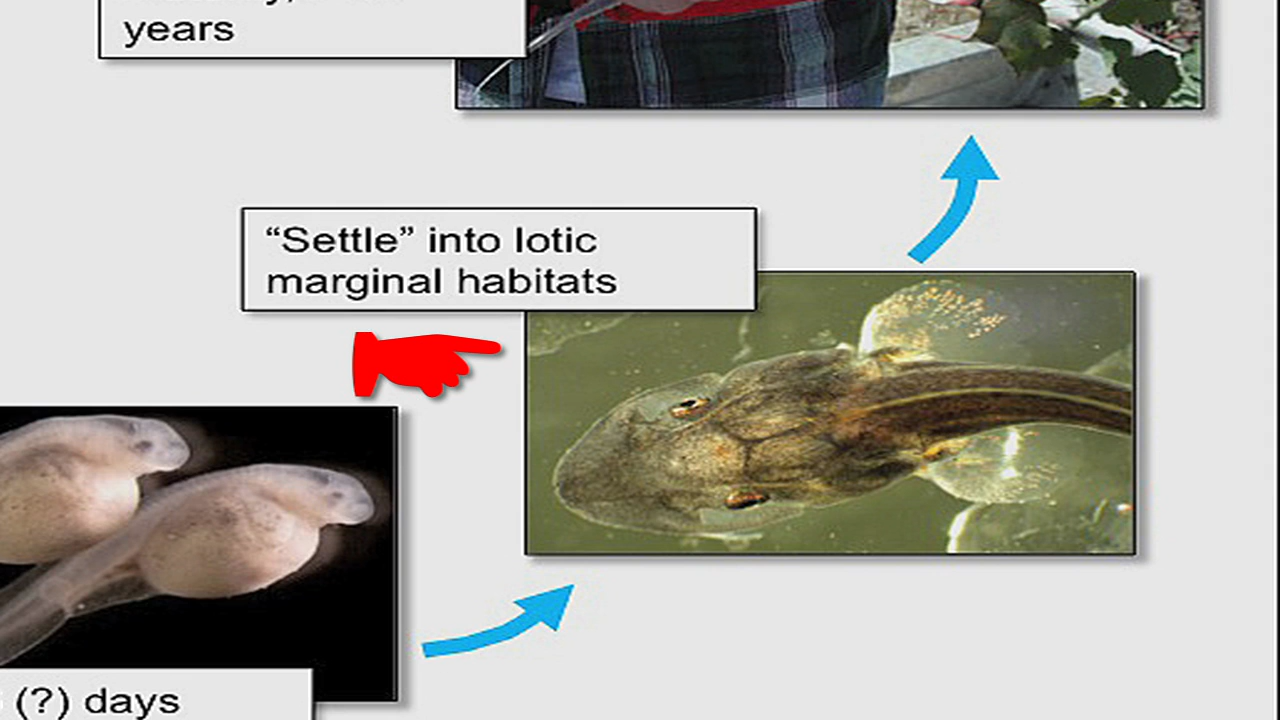 years
“Settle” into lotic
marginal habitats
(?) days